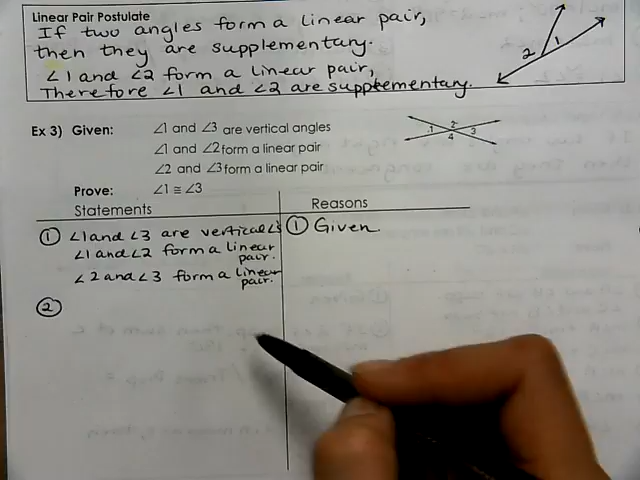 Linear Pair Postulate
If two angles form a linear pair,
then they are supplementary.
∠1 and ∠2 form a linear pair,
Therefore ∠1 and ∠2 are supplementary.
2 1
Ex 3) Given: ∠1 and ∠3 are vertical angles
∠1 and ∠2 form a linear pair
∠2 and ∠3 form a linear pair
1 2 3 4
Prove: ∠1 ≅ ∠3
Statements Reasons
① ∠1 and ∠3 are vertical ∠s ① Given.
∠1 and ∠2 form a linear
pair.
∠2 and ∠3 form a linear
pair.
②